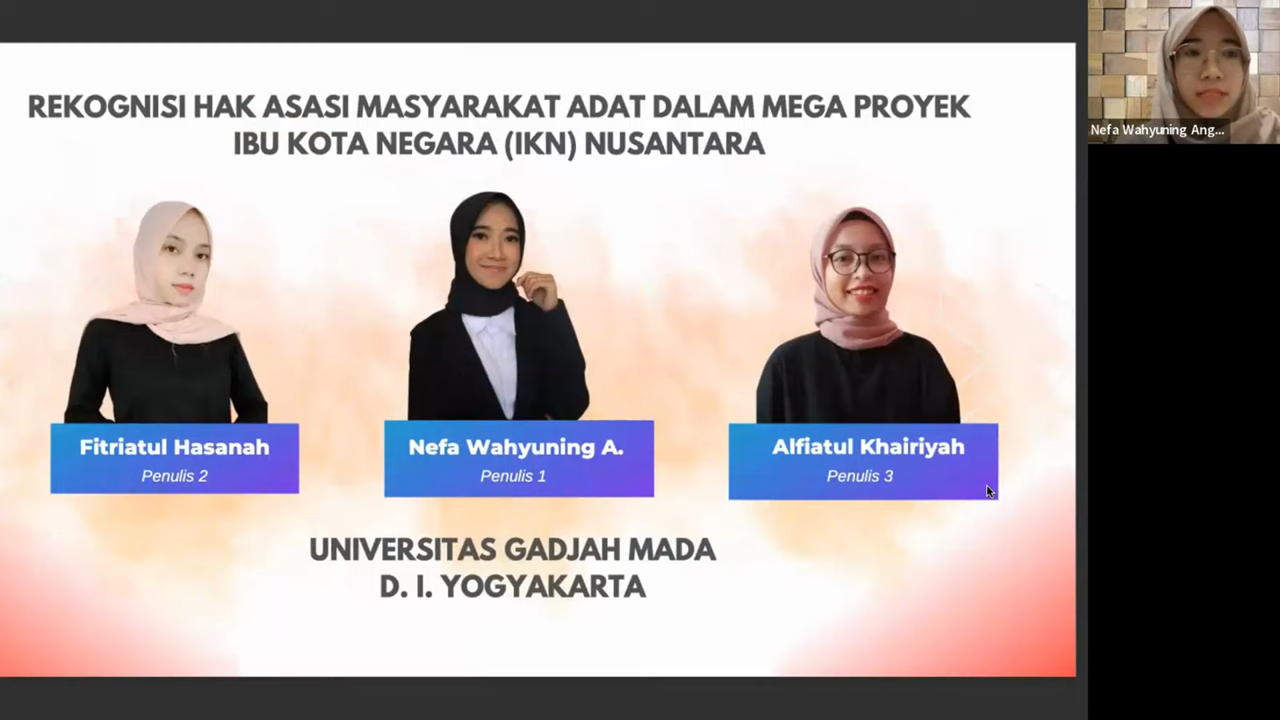 REKOGNISI HAK ASASI MASYARAKAT ADAT DALAM MEGA PROYEK
IBU KOTA NEGARA (IKN) NUSANTARA
Nefa Wahyuning Ang...
Fitriatul Hasanah
Penulis 2
Nefa Wahyuning A.
Penulis 1
Alfiatul Khairiyah
Penulis 3
UNIVERSITAS GADJAH MADA
D. I. YOGYAKARTA